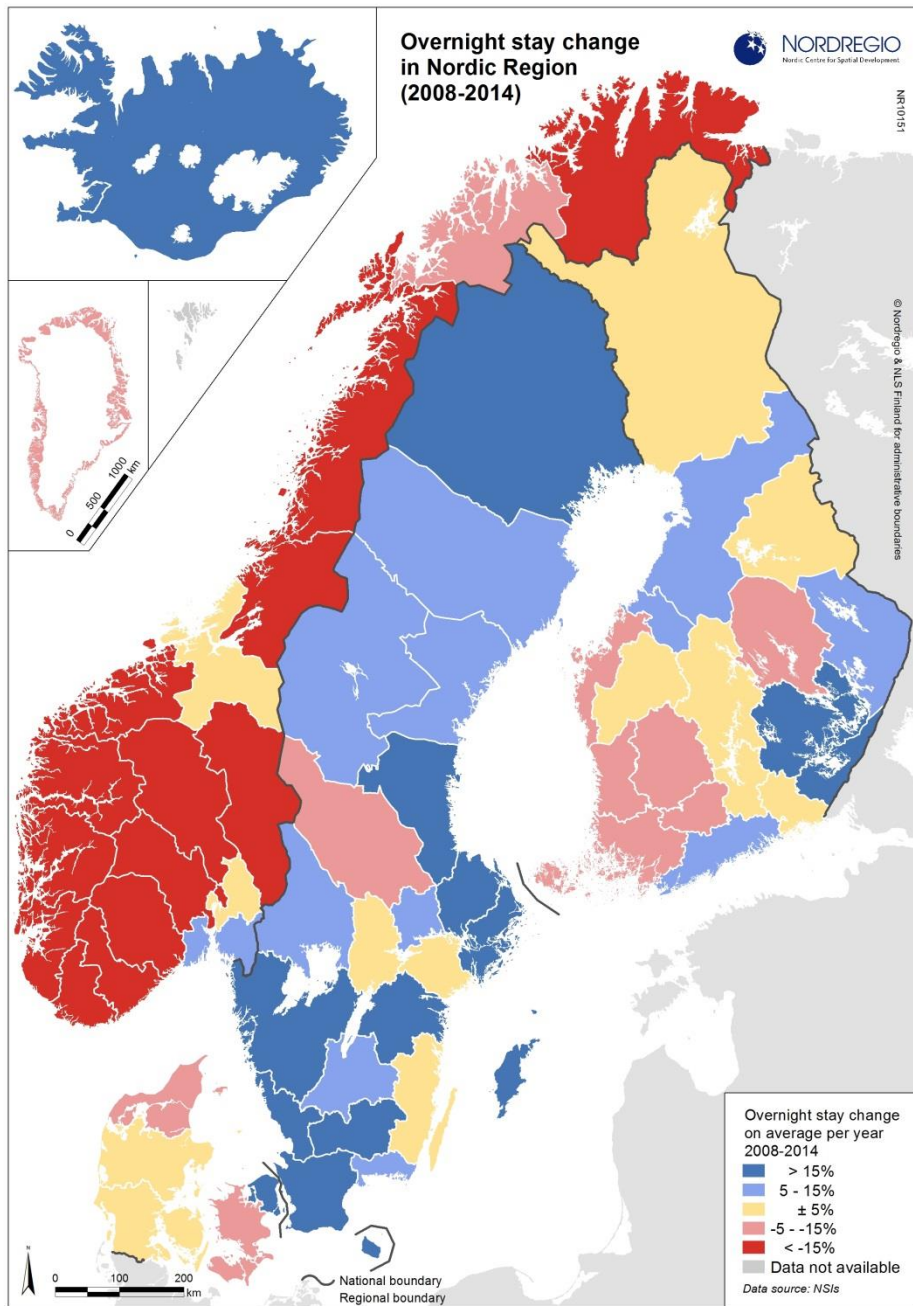 Overnight stay change
in Nordic Region
(2008-2014)
NORDREGIO
Nordic Centre for Spatial Development
NR10151
© Nordregio & NLS Finland for administrative boundaries
0 500 1000
km
Overnight stay change
on average per year
2008-2014
> 15%
5 - 15%
± 5%
-5 - -15%
< -15%
Data not available
Data source: NSIs
N
0 100 200
km
National boundary
Regional boundary